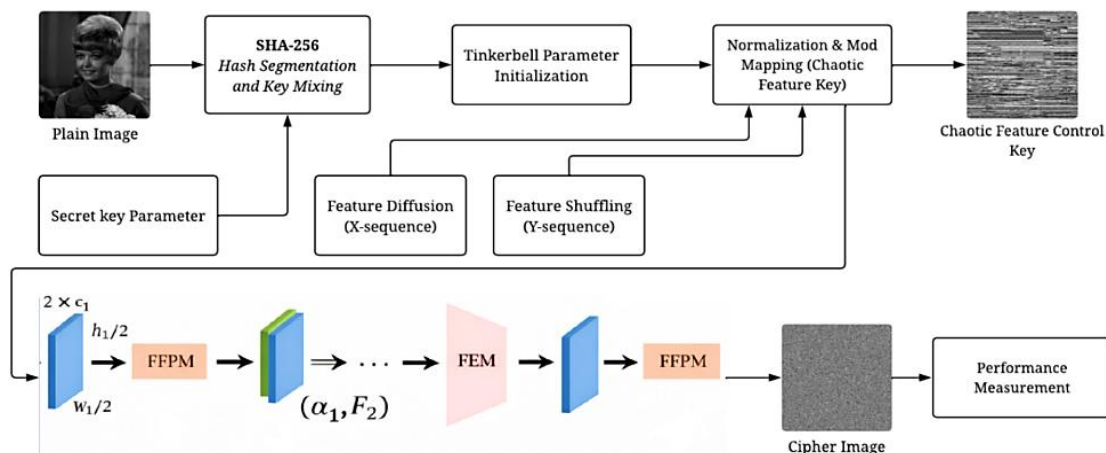 SHA-256
Hash Segmentation
and Key Mixing
Tinkerbell Parameter
Initialization
Normalization & Mod
Mapping (Chaotic
Feature Key)
Plain Image
Chaotic Feature Control
Key
Secret key Parameter
Feature Diffusion
(X-sequence)
Feature Shuffling
(Y-sequence)
2 × c₁
h₁/2
W₁/2
FFPM
(α₁, F₂)
...
FEM
FFPM
Cipher Image
Performance
Measurement